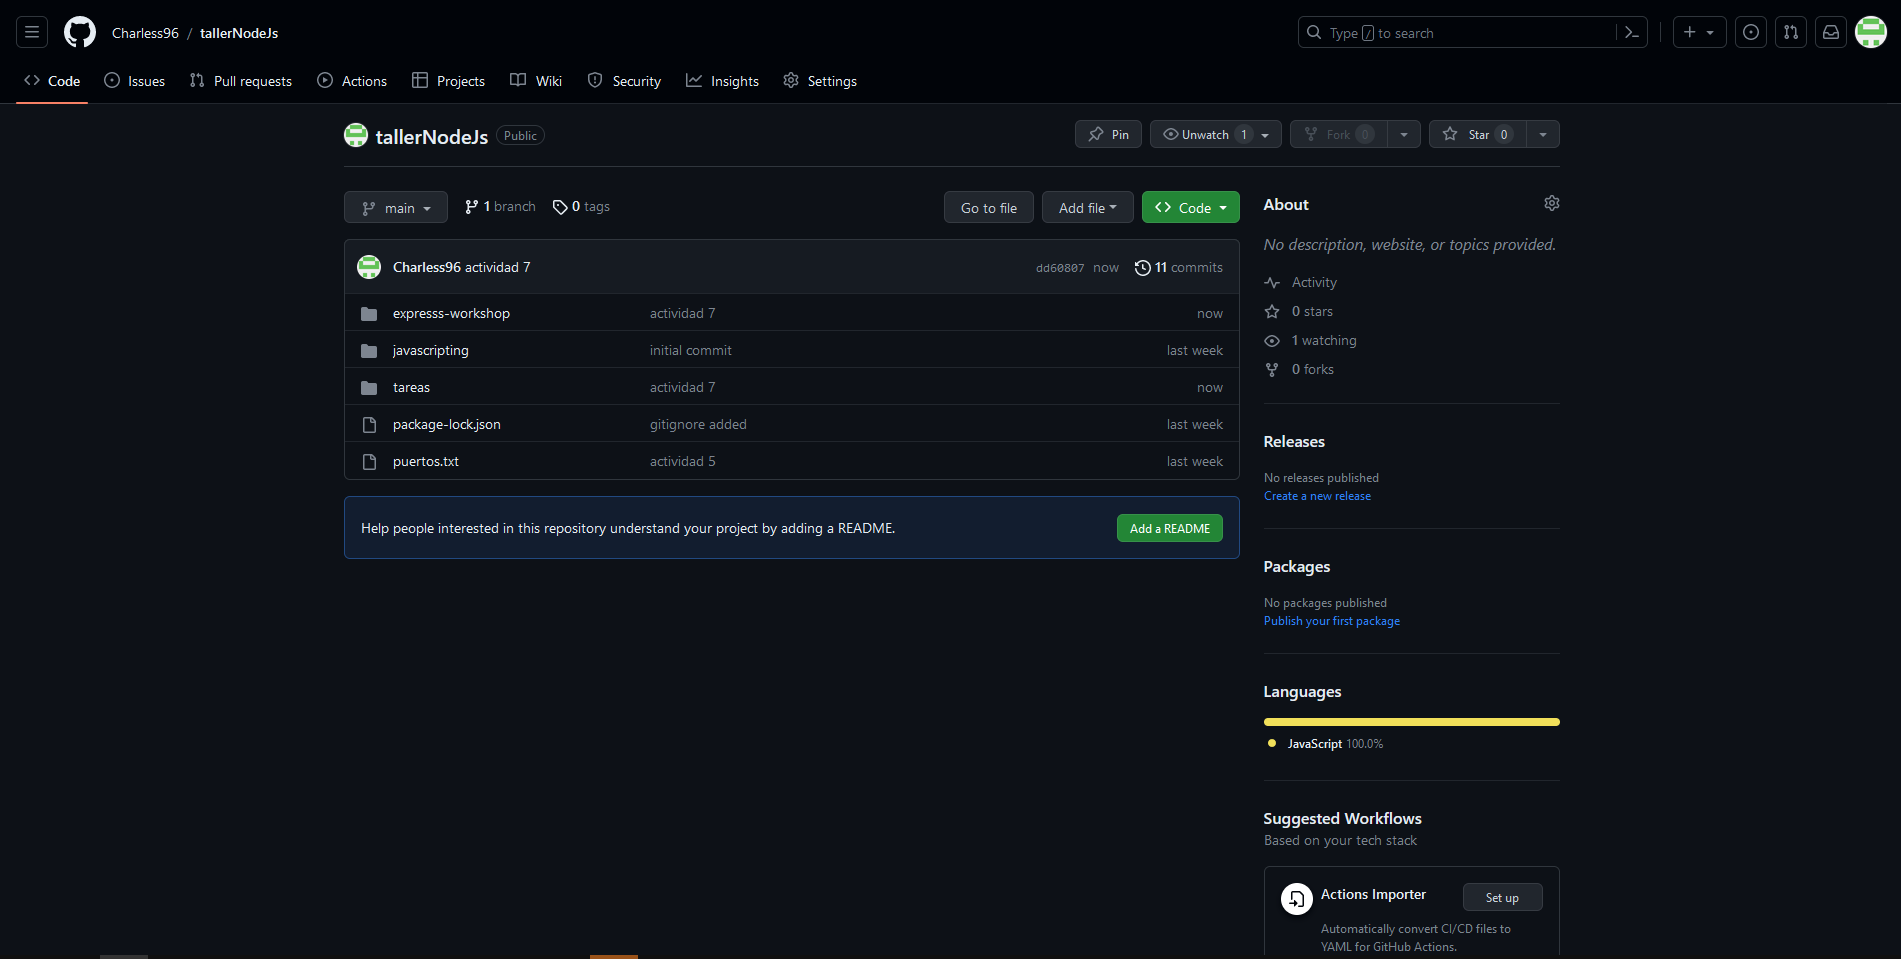 Charless96 / tallerNodeJs
Type / to search
Code Issues Pull requests Actions Projects Wiki Security Insights Settings
tallerNodeJs Public
Pin Unwatch 1 Fork 0 Star 0
main 1 branch 0 tags
Go to file Add file Code
Charless96 actividad 7 dd60807 now 11 commits
expresss-workshop actividad 7 now
javascripting initial commit last week
tareas actividad 7 now
package-lock.json gitignore added last week
puertos.txt actividad 5 last week
Help people interested in this repository understand your project by adding a README. Add a README
About
No description, website, or topics provided.
Activity
0 stars
1 watching
0 forks
Releases
No releases published
Create a new release
Packages
No packages published
Publish your first package
Languages
JavaScript 100.0%
Suggested Workflows
Based on your tech stack
Actions Importer Set up
Automatically convert CI/CD files to
YAML for GitHub Actions.